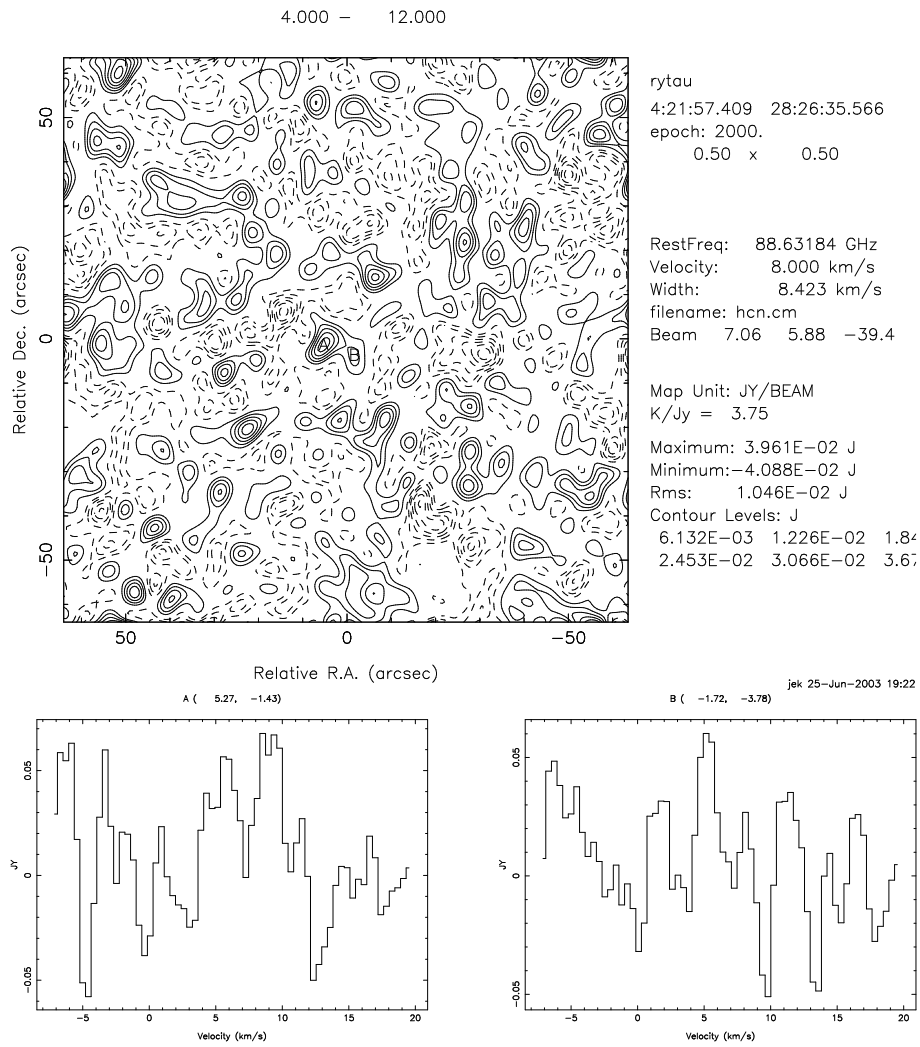 4.000 − 12.000
rytau
4:21:57.409 28:26:35.566
epoch: 2000.
0.50 x 0.50
RestFreq: 88.63184 GHz
Velocity: 8.000 km/s
Width: 8.423 km/s
filename: hcn.cm
Beam 7.06 5.88 −39.4
Map Unit: JY/BEAM
K/Jy = 3.75
Maximum: 3.961E−02 J
Minimum:−4.088E−02 J
Rms: 1.046E−02 J
Contour Levels: J
6.132E−03 1.226E−02 1.84
2.453E−02 3.066E−02 3.67
Relative Dec. (arcsec)
50
0
−50
A
B
50 0 −50
Relative R.A. (arcsec)
jek 25−Jun−2003 19:22
A ( 5.27, −1.43)
JY
0.05
0
−0.05
−5 0 5 10 15 20
Velocity (km/s)
B ( −1.72, −3.78)
JY
0.05
0
−0.05
−5 0 5 10 15 20
Velocity (km/s)